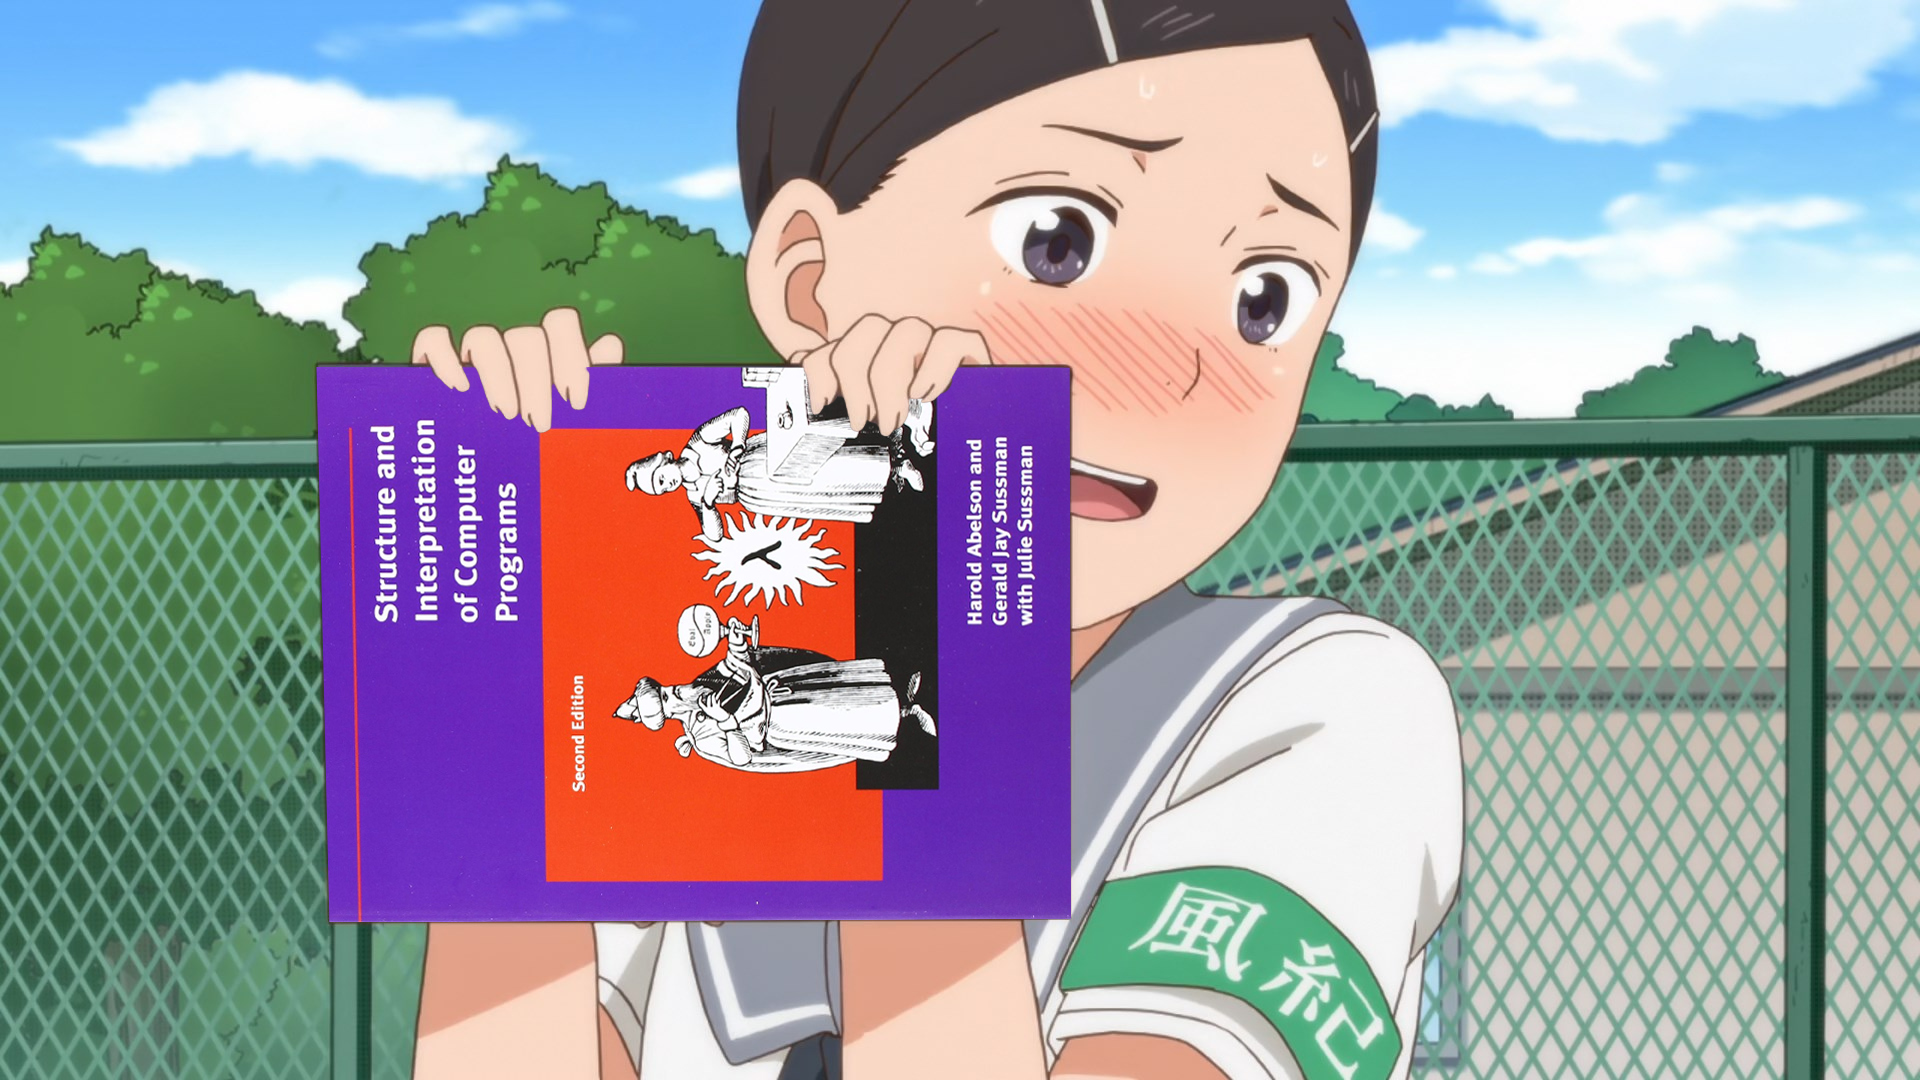 Structure and
Interpretation
of Computer
Programs
Second Edition
Harold Abelson and
Gerald Jay Sussman
with Julie Sussman
風紀